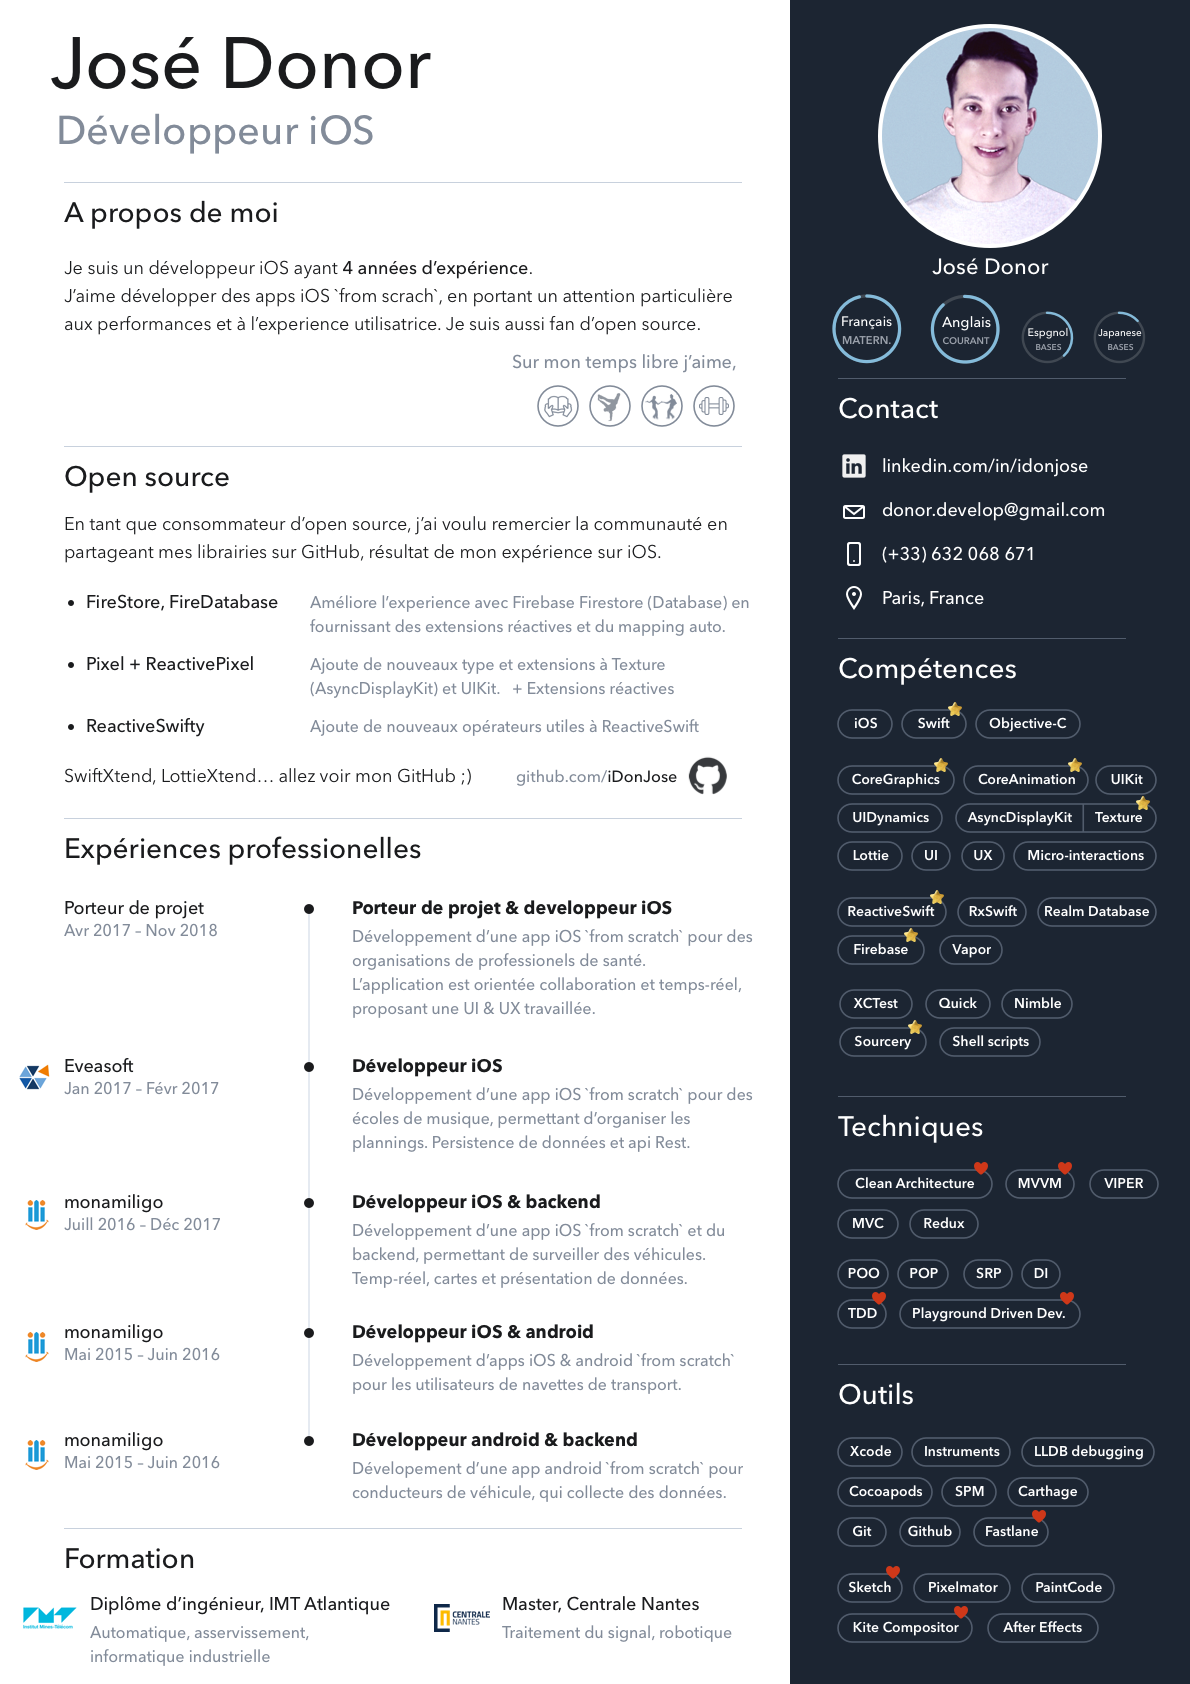 José Donor
Développeur iOS
A propos de moi
Je suis un développeur iOS ayant 4 années d’expérience.
J’aime développer des apps iOS `from scrach`, en portant un attention particulière
aux performances et à l’experience utilisatrice. Je suis aussi fan d’open source.
Sur mon temps libre j’aime,
Open source
En tant que consommateur d’open source, j’ai voulu remercier la communauté en
partageant mes librairies sur GitHub, résultat de mon expérience sur iOS.
• FireStore, FireDatabase
Améliore l’experience avec Firebase Firestore (Database) en
fournissant des extensions réactives et du mapping auto.
• Pixel + ReactivePixel
Ajoute de nouveaux type et extensions à Texture
(AsyncDisplayKit) et UIKit. + Extensions réactives
• ReactiveSwifty
Ajoute de nouveaux opérateurs utiles à ReactiveSwift
SwiftXtend, LottieXtend… allez voir mon GitHub ;)
github.com/iDonJose
Expériences professionelles
Porteur de projet
Avr 2017 – Nov 2018
Porteur de projet & developpeur iOS
Développement d’une app iOS `from scratch` pour des
organisations de professionels de santé.
L’application est orientée collaboration et temps-réel,
proposant une UI & UX travaillée.
Eveasoft
Jan 2017 – Févr 2017
Développeur iOS
Développement d’une app iOS `from scratch` pour des
écoles de musique, permettant d’organiser les
plannings. Persistence de données et api Rest.
monamiligo
Juill 2016 – Déc 2017
Développeur iOS & backend
Développement d’une app iOS `from scratch` et du
backend, permettant de surveiller des véhicules.
Temp-réel, cartes et présentation de données.
monamiligo
Mai 2015 – Juin 2016
Développeur iOS & android
Développement d’apps iOS & android `from scratch`
pour les utilisateurs de navettes de transport.
monamiligo
Mai 2015 – Juin 2016
Développeur android & backend
Dévelopement d’une app android `from scratch` pour
conducteurs de véhicule, qui collecte des données.
Formation
Institut Mines-Télécom
Diplôme d’ingénieur, IMT Atlantique
Automatique, asservissement,
informatique industrielle
CENTRALE
NANTES
Master, Centrale Nantes
Traitement du signal, robotique
José Donor
Français
MATERN.
Anglais
COURANT
Espgnol
BASES
Japanese
BASES
Contact
in linkedin.com/in/idonjose
donor.develop@gmail.com
(+33) 632 068 671
Paris, France
Compétences
iOS Swift Objective-C
CoreGraphics CoreAnimation UIKit
UIDynamics AsyncDisplayKit Texture
Lottie UI UX Micro-interactions
ReactiveSwift RxSwift Realm Database
Firebase Vapor
XCTest Quick Nimble
Sourcery Shell scripts
Techniques
Clean Architecture MVVM VIPER
MVC Redux
POO POP SRP DI
TDD Playground Driven Dev.
Outils
Xcode Instruments LLDB debugging
Cocoapods SPM Carthage
Git Github Fastlane
Sketch Pixelmator PaintCode
Kite Compositor After Effects